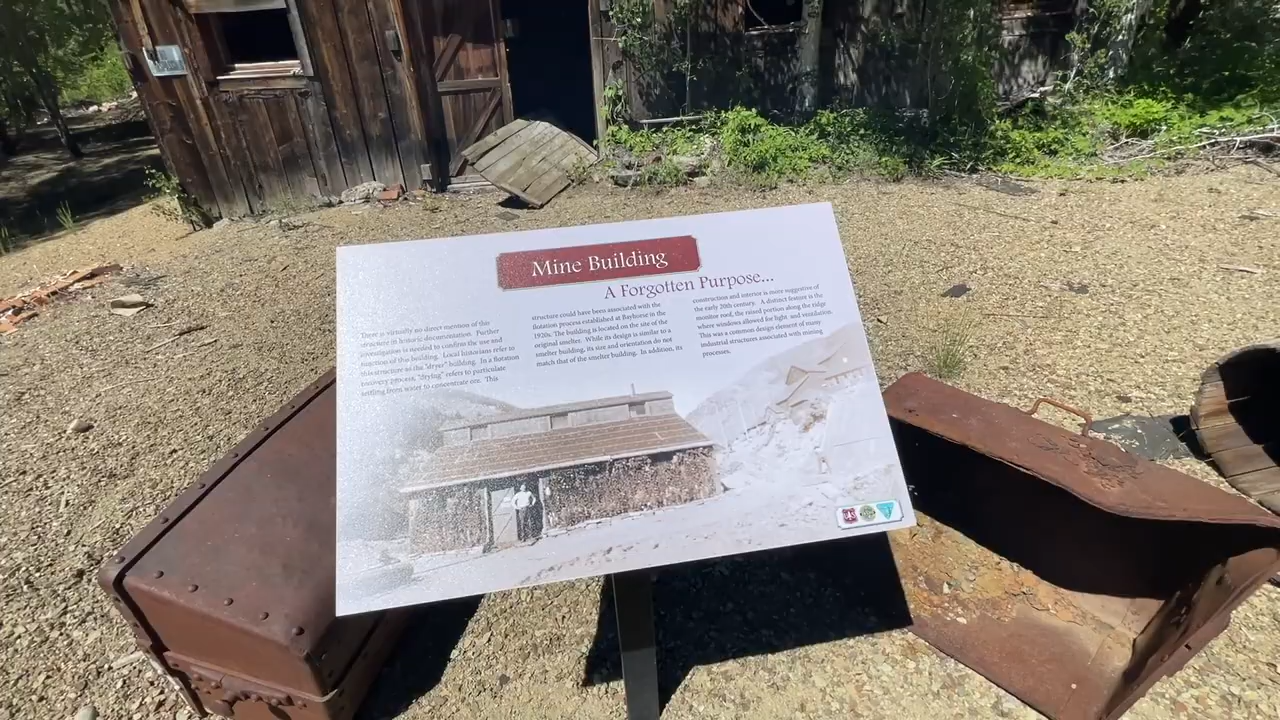 Mine Building
A Forgotten Purpose...
There is virtually no direct mention of this
structure in historic documentation. Further
investigation is needed to confirm the use and
function of this building. Local historians refer to
this structure as the "dryer" building. In a flotation
recovery process, "drying" refers to particulate
settling from water to concentrate ore. This
structure could have been associated with the
flotation process established at Bayhorse in the
1920s. The building is located on the site of the
original smelter. While its design is similar to a
smelter building, its size and orientation do not
match that of the smelter building. In addition, its
construction and interior is more suggestive of
the early 20th century. A distinct feature is the
monitor roof, the raised portion along the ridge
where windows allowed for light and ventilation.
This was a common design element of many
industrial structures associated with mining
processes.